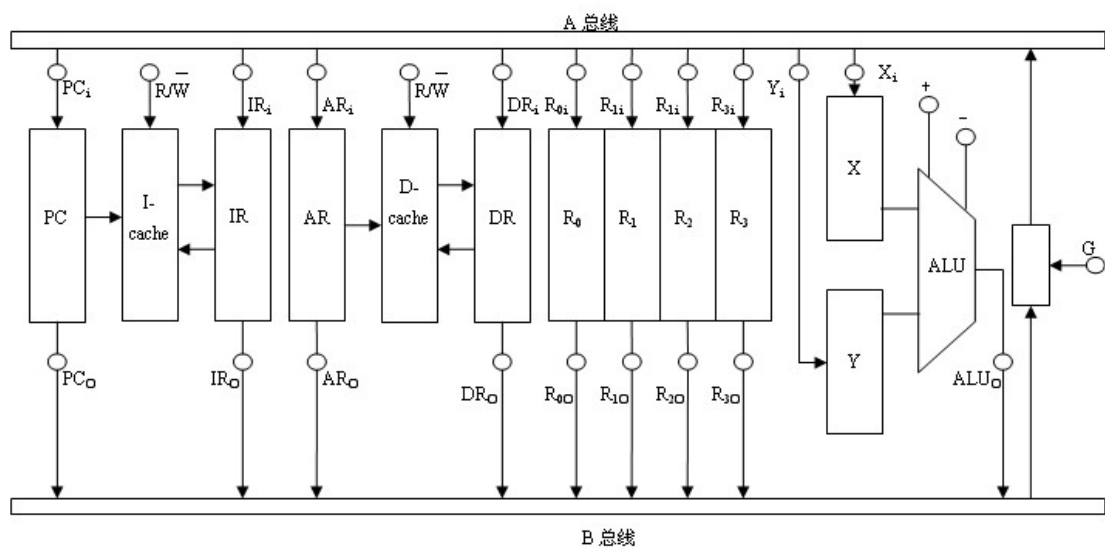 A 总线
PCᵢ
R/W̅
IRᵢ
ARᵢ
R/W̅
DRᵢ
R₀ᵢ
R₁ᵢ
R₁ᵢ
R₃ᵢ
Yᵢ
Xᵢ
+
−
PC
I-
cache
IR
AR
D-
cache
DR
R₀
R₁
R₂
R₃
X
Y
ALU
G
PCₒ
IRₒ
ARₒ
DRₒ
R₀ₒ
R₁ₒ
R₂ₒ
R₃ₒ
ALUₒ
B 总线